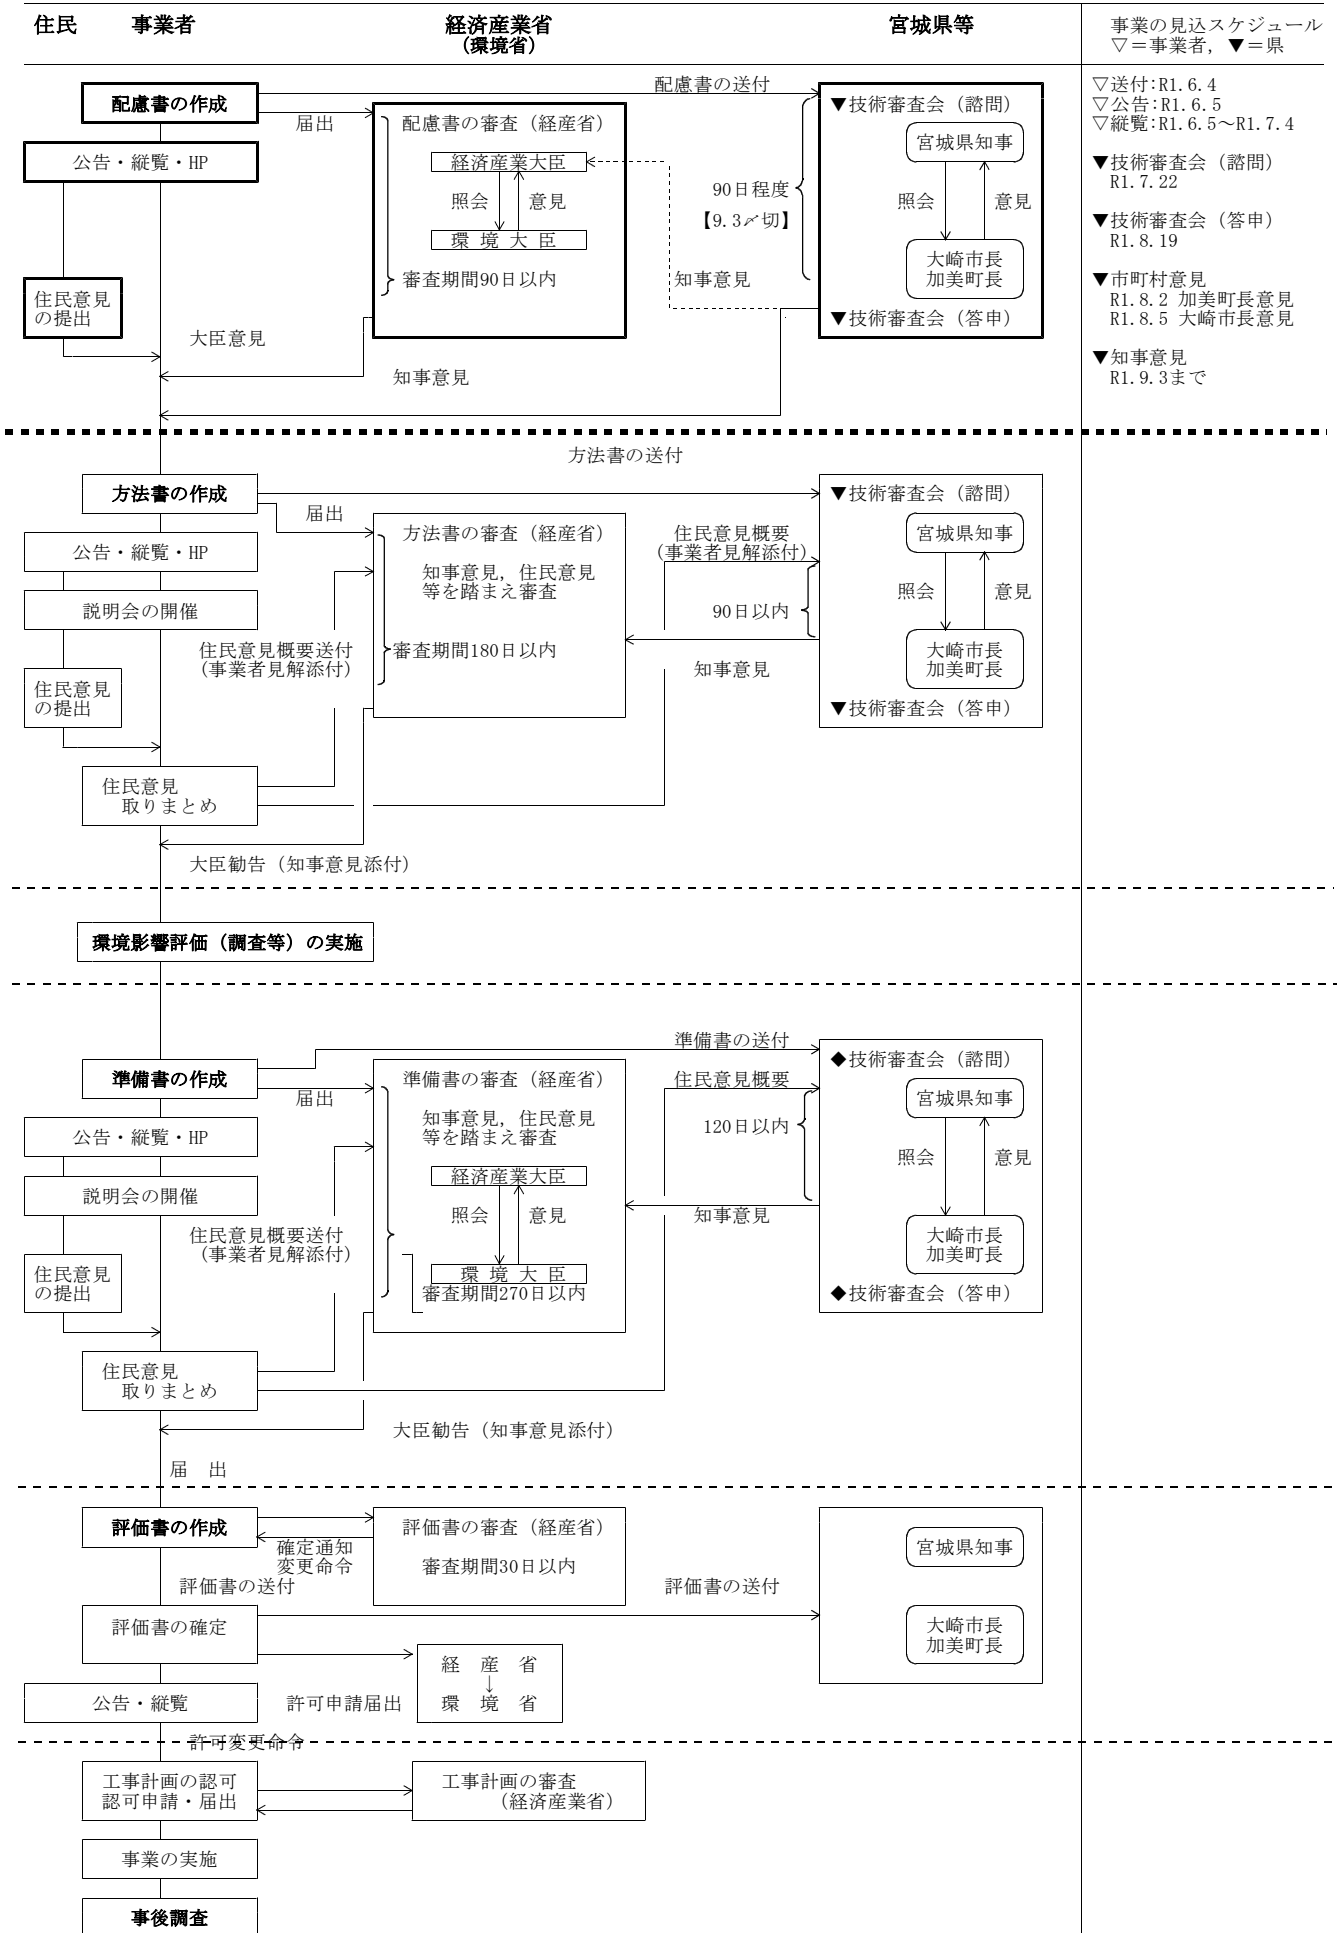 住民
事業者
経済産業省
(環境省)
宮城県等
事業の見込スケジュール
▽＝事業者，▼＝県
配慮書の作成
公告・縦覧・HP
住民意見
の提出
届出
配慮書の送付
配慮書の審査（経産省）
経済産業大臣
照会
意見
環 境 大 臣
審査期間90日以内
大臣意見
知事意見
知事意見
90日程度
【9.3〆切】
▼技術審査会（諮問）
宮城県知事
照会
意見
大崎市長
加美町長
▼技術審査会（答申）
▽送付:R1.6.4
▽公告:R1.6.5
▽縦覧:R1.6.5～R1.7.4
▼技術審査会（諮問）
R1.7.22
▼技術審査会（答申）
R1.8.19
▼市町村意見
R1.8.2 加美町長意見
R1.8.5 大崎市長意見
▼知事意見
R1.9.3まで
方法書の送付
方法書の作成
届出
公告・縦覧・HP
説明会の開催
住民意見
の提出
住民意見概要送付
（事業者見解添付）
住民意見
取りまとめ
方法書の審査（経産省）
知事意見，住民意見
等を踏まえ審査
審査期間180日以内
住民意見概要
（事業者見解添付）
90日以内
知事意見
▼技術審査会（諮問）
宮城県知事
照会
意見
大崎市長
加美町長
▼技術審査会（答申）
大臣勧告（知事意見添付）
環境影響評価（調査等）の実施
準備書の送付
準備書の作成
届出
公告・縦覧・HP
説明会の開催
住民意見
の提出
住民意見概要送付
（事業者見解添付）
住民意見
取りまとめ
準備書の審査（経産省）
知事意見，住民意見
等を踏まえ審査
経済産業大臣
照会
意見
環 境 大 臣
審査期間270日以内
住民意見概要
120日以内
知事意見
◆技術審査会（諮問）
宮城県知事
照会
意見
大崎市長
加美町長
◆技術審査会（答申）
大臣勧告（知事意見添付）
届　出
評価書の作成
確定通知
変更命令
評価書の審査（経産省）
審査期間30日以内
宮城県知事
評価書の送付
評価書の送付
評価書の確定
大崎市長
加美町長
経　産　省
↓
環　境　省
公告・縦覧
許可申請届出
許可変更命令
工事計画の認可
認可申請・届出
工事計画の審査
（経済産業省）
事業の実施
事後調査